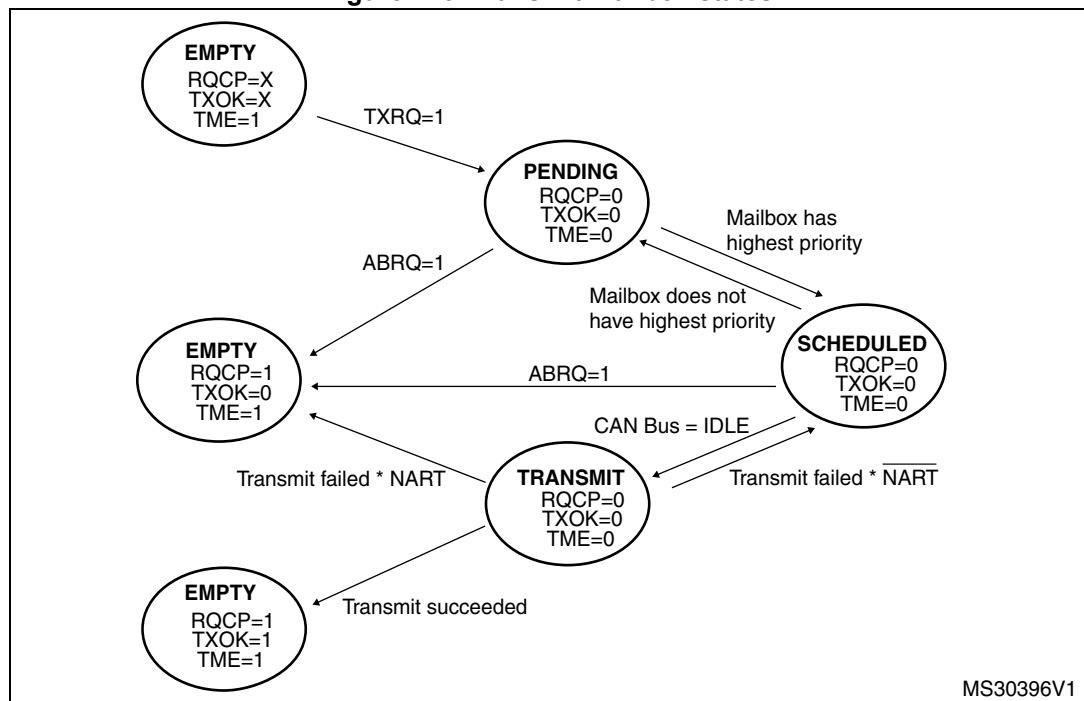 EMPTY
RQCP=X
TXOK=X
TME=1
TXRQ=1
PENDING
RQCP=0
TXOK=0
TME=0
Mailbox has
highest priority
ABRQ=1
Mailbox does not
have highest priority
EMPTY
RQCP=1
TXOK=0
TME=1
SCHEDULED
RQCP=0
TXOK=0
TME=0
ABRQ=1
CAN Bus = IDLE
Transmit failed * NART
TRANSMIT
RQCP=0
TXOK=0
TME=0
Transmit failed * N̅A̅R̅T̅
EMPTY
RQCP=1
TXOK=1
TME=1
Transmit succeeded
MS30396V1